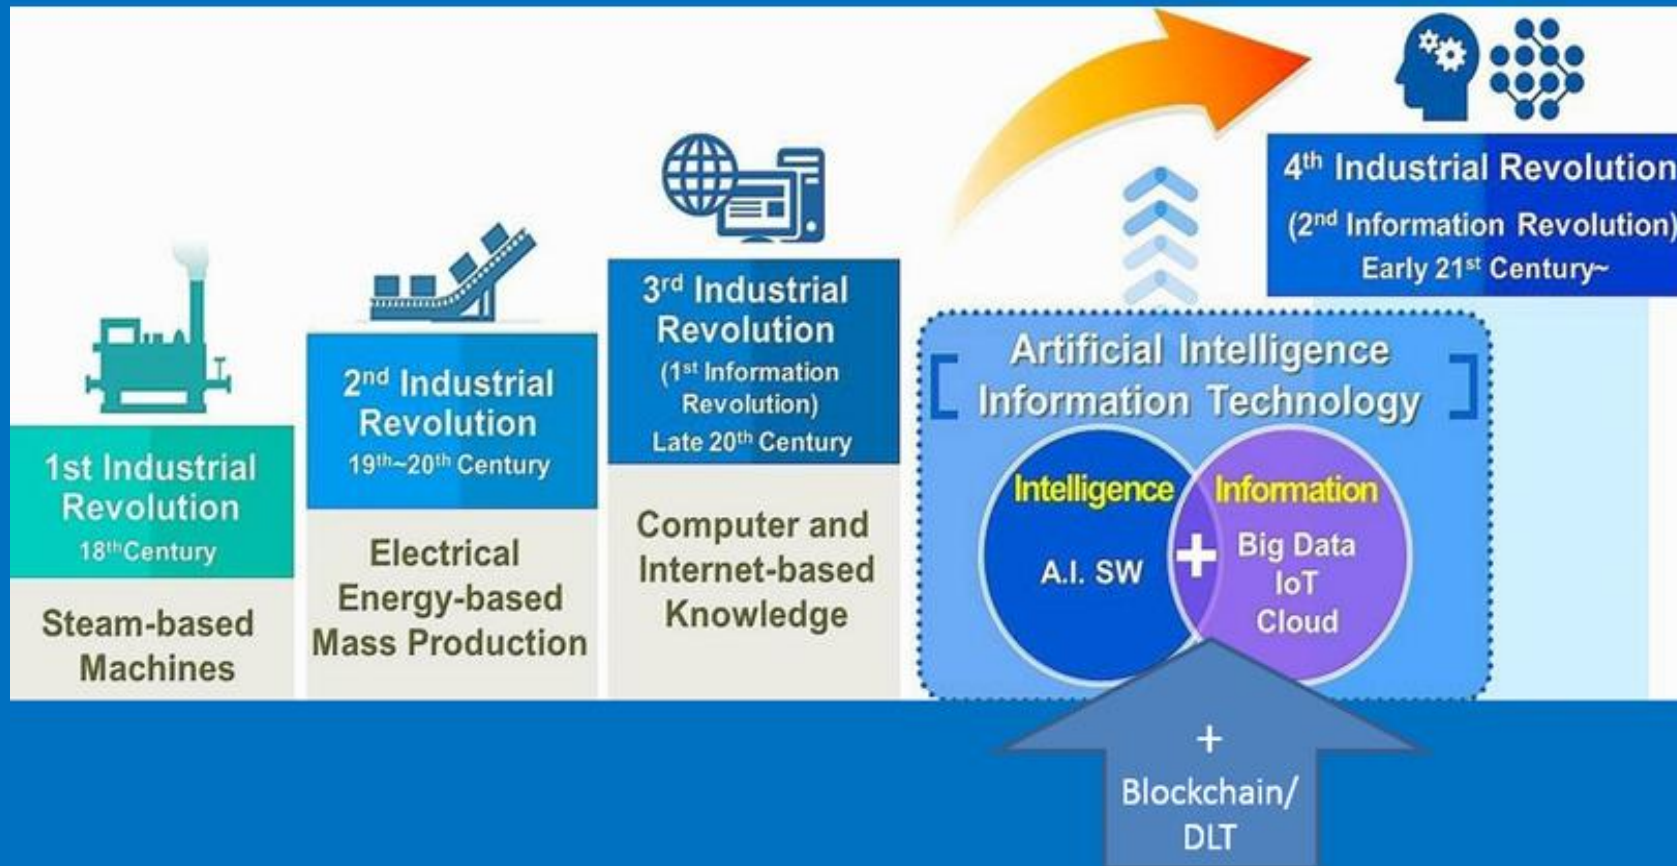 1st Industrial
Revolution
18th Century
Steam-based
Machines
2nd Industrial
Revolution
19th~20th Century
Electrical
Energy-based
Mass Production
3rd Industrial
Revolution
(1st Information
Revolution)
Late 20th Century
Computer and
Internet-based
Knowledge
Artificial Intelligence
Information Technology
Intelligence
A.I. SW
+
Information
Big Data
IoT
Cloud
+
Blockchain/
DLT
4th Industrial Revolution
(2nd Information Revolution)
Early 21st Century~